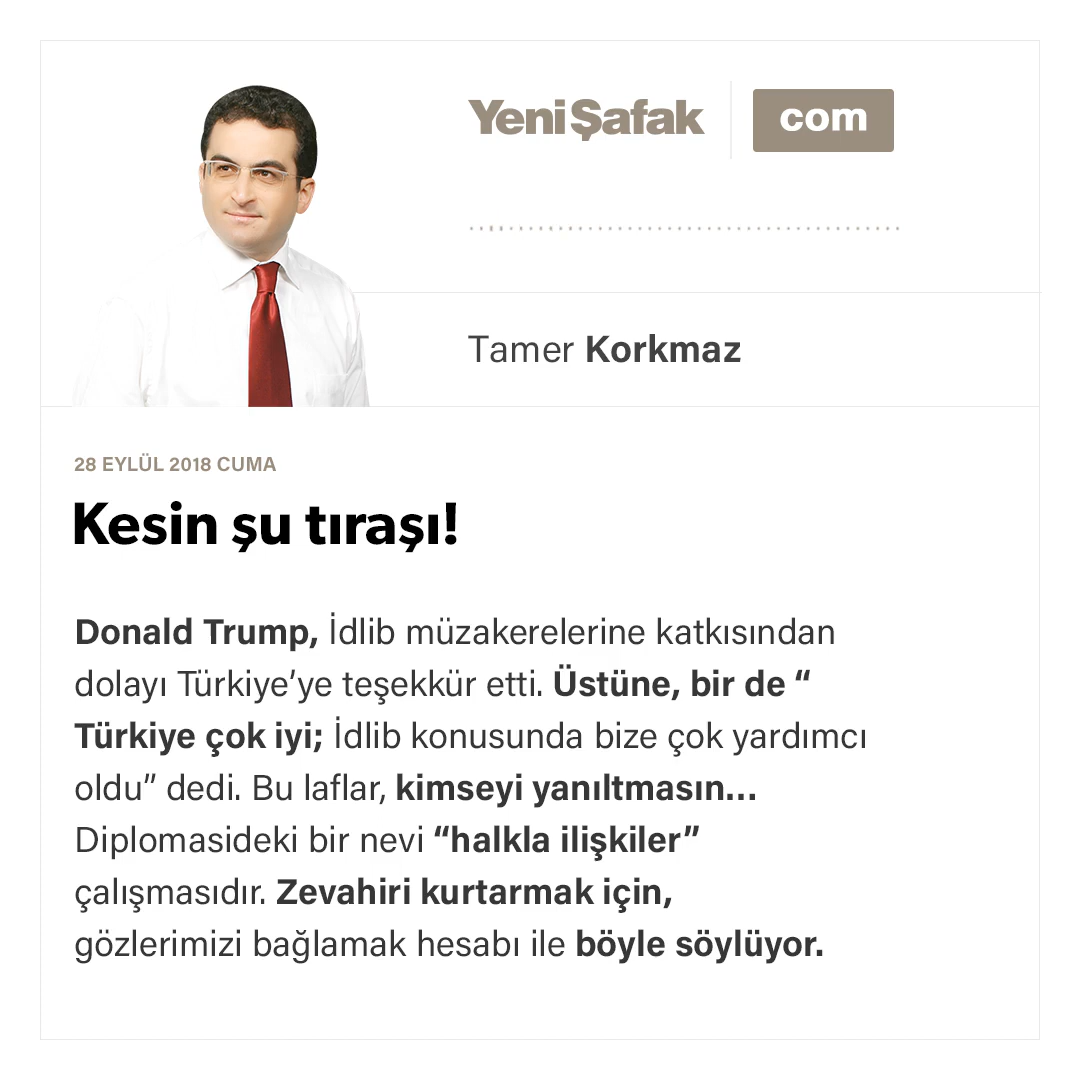 YeniŞafak
com
Tamer Korkmaz
28 EYLÜL 2018 CUMA
Kesin şu tıraşı!
Donald Trump, İdlib müzakerelerine katkısından
dolayı Türkiye’ye teşekkür etti. Üstüne, bir de “
Türkiye çok iyi; İdlib konusunda bize çok yardımcı
oldu” dedi. Bu laflar, kimseyi yanıltmasın...
Diplomasideki bir nevi “halkla ilişkiler”
çalışmasıdır. Zevahiri kurtarmak için,
gözlerimizi bağlamak hesabı ile böyle söylüyor.